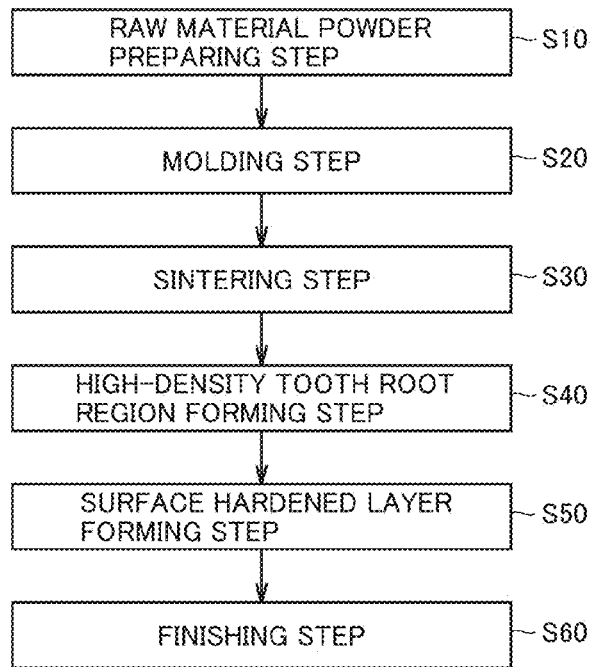 RAW MATERIAL POWDER
PREPARING STEP
S10
MOLDING STEP
S20
SINTERING STEP
S30
HIGH-DENSITY TOOTH ROOT
REGION FORMING STEP
S40
SURFACE HARDENED LAYER
FORMING STEP
S50
FINISHING STEP
S60